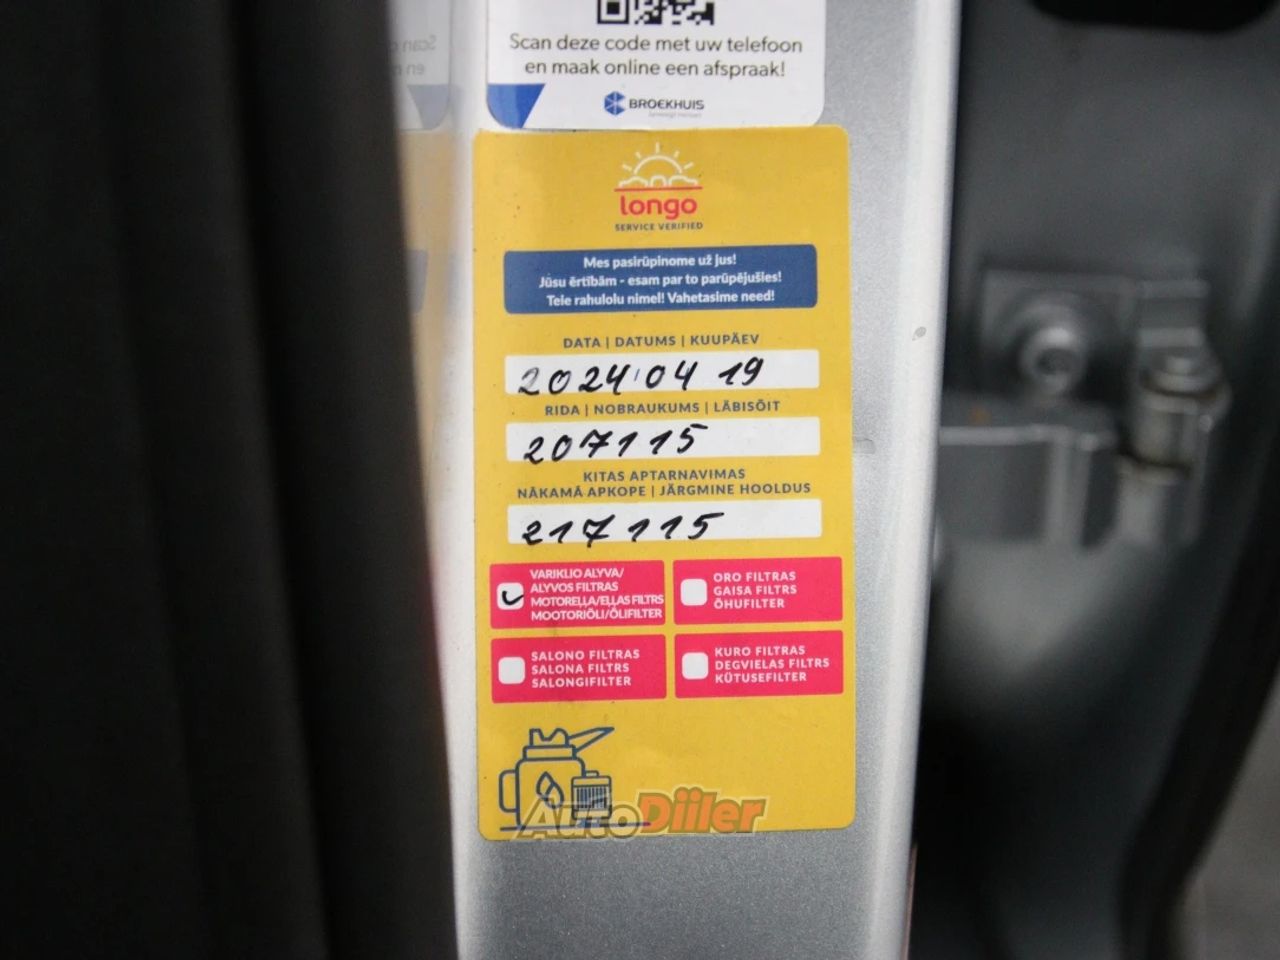 Scan deze code met uw telefoon
en maak online een afspraak!
BROEKHUIS
longo
SERVICE VERIFIED
Mes pasirūpinome už jus!
Jūsu ērtībām - esam par to parūpējušies!
Teie rahulolu nimel! Vahetasime need!
DATA | DATUMS | KUUPÄEV
2024 04 19
RIDA | NOBRAUKUMS | LÄBISÕIT
207115
KITAS APTARNAVIMAS
NĀKAMĀ APKOPE | JÄRGMINE HOOLDUS
217115
VARIKLIO ALYVA/
ALYVOS FILTRAS
MOTOREĻĻA/EĻĻAS FILTRS
MOOTORIÕLI/ÕLIFILTER
ORO FILTRAS
GAISA FILTRS
ÕHUFILTER
SALONO FILTRAS
SALONA FILTRS
SALONGIFILTER
KURO FILTRAS
DEGVIELAS FILTRS
KÜTUSEFILTER
AutoDiiler